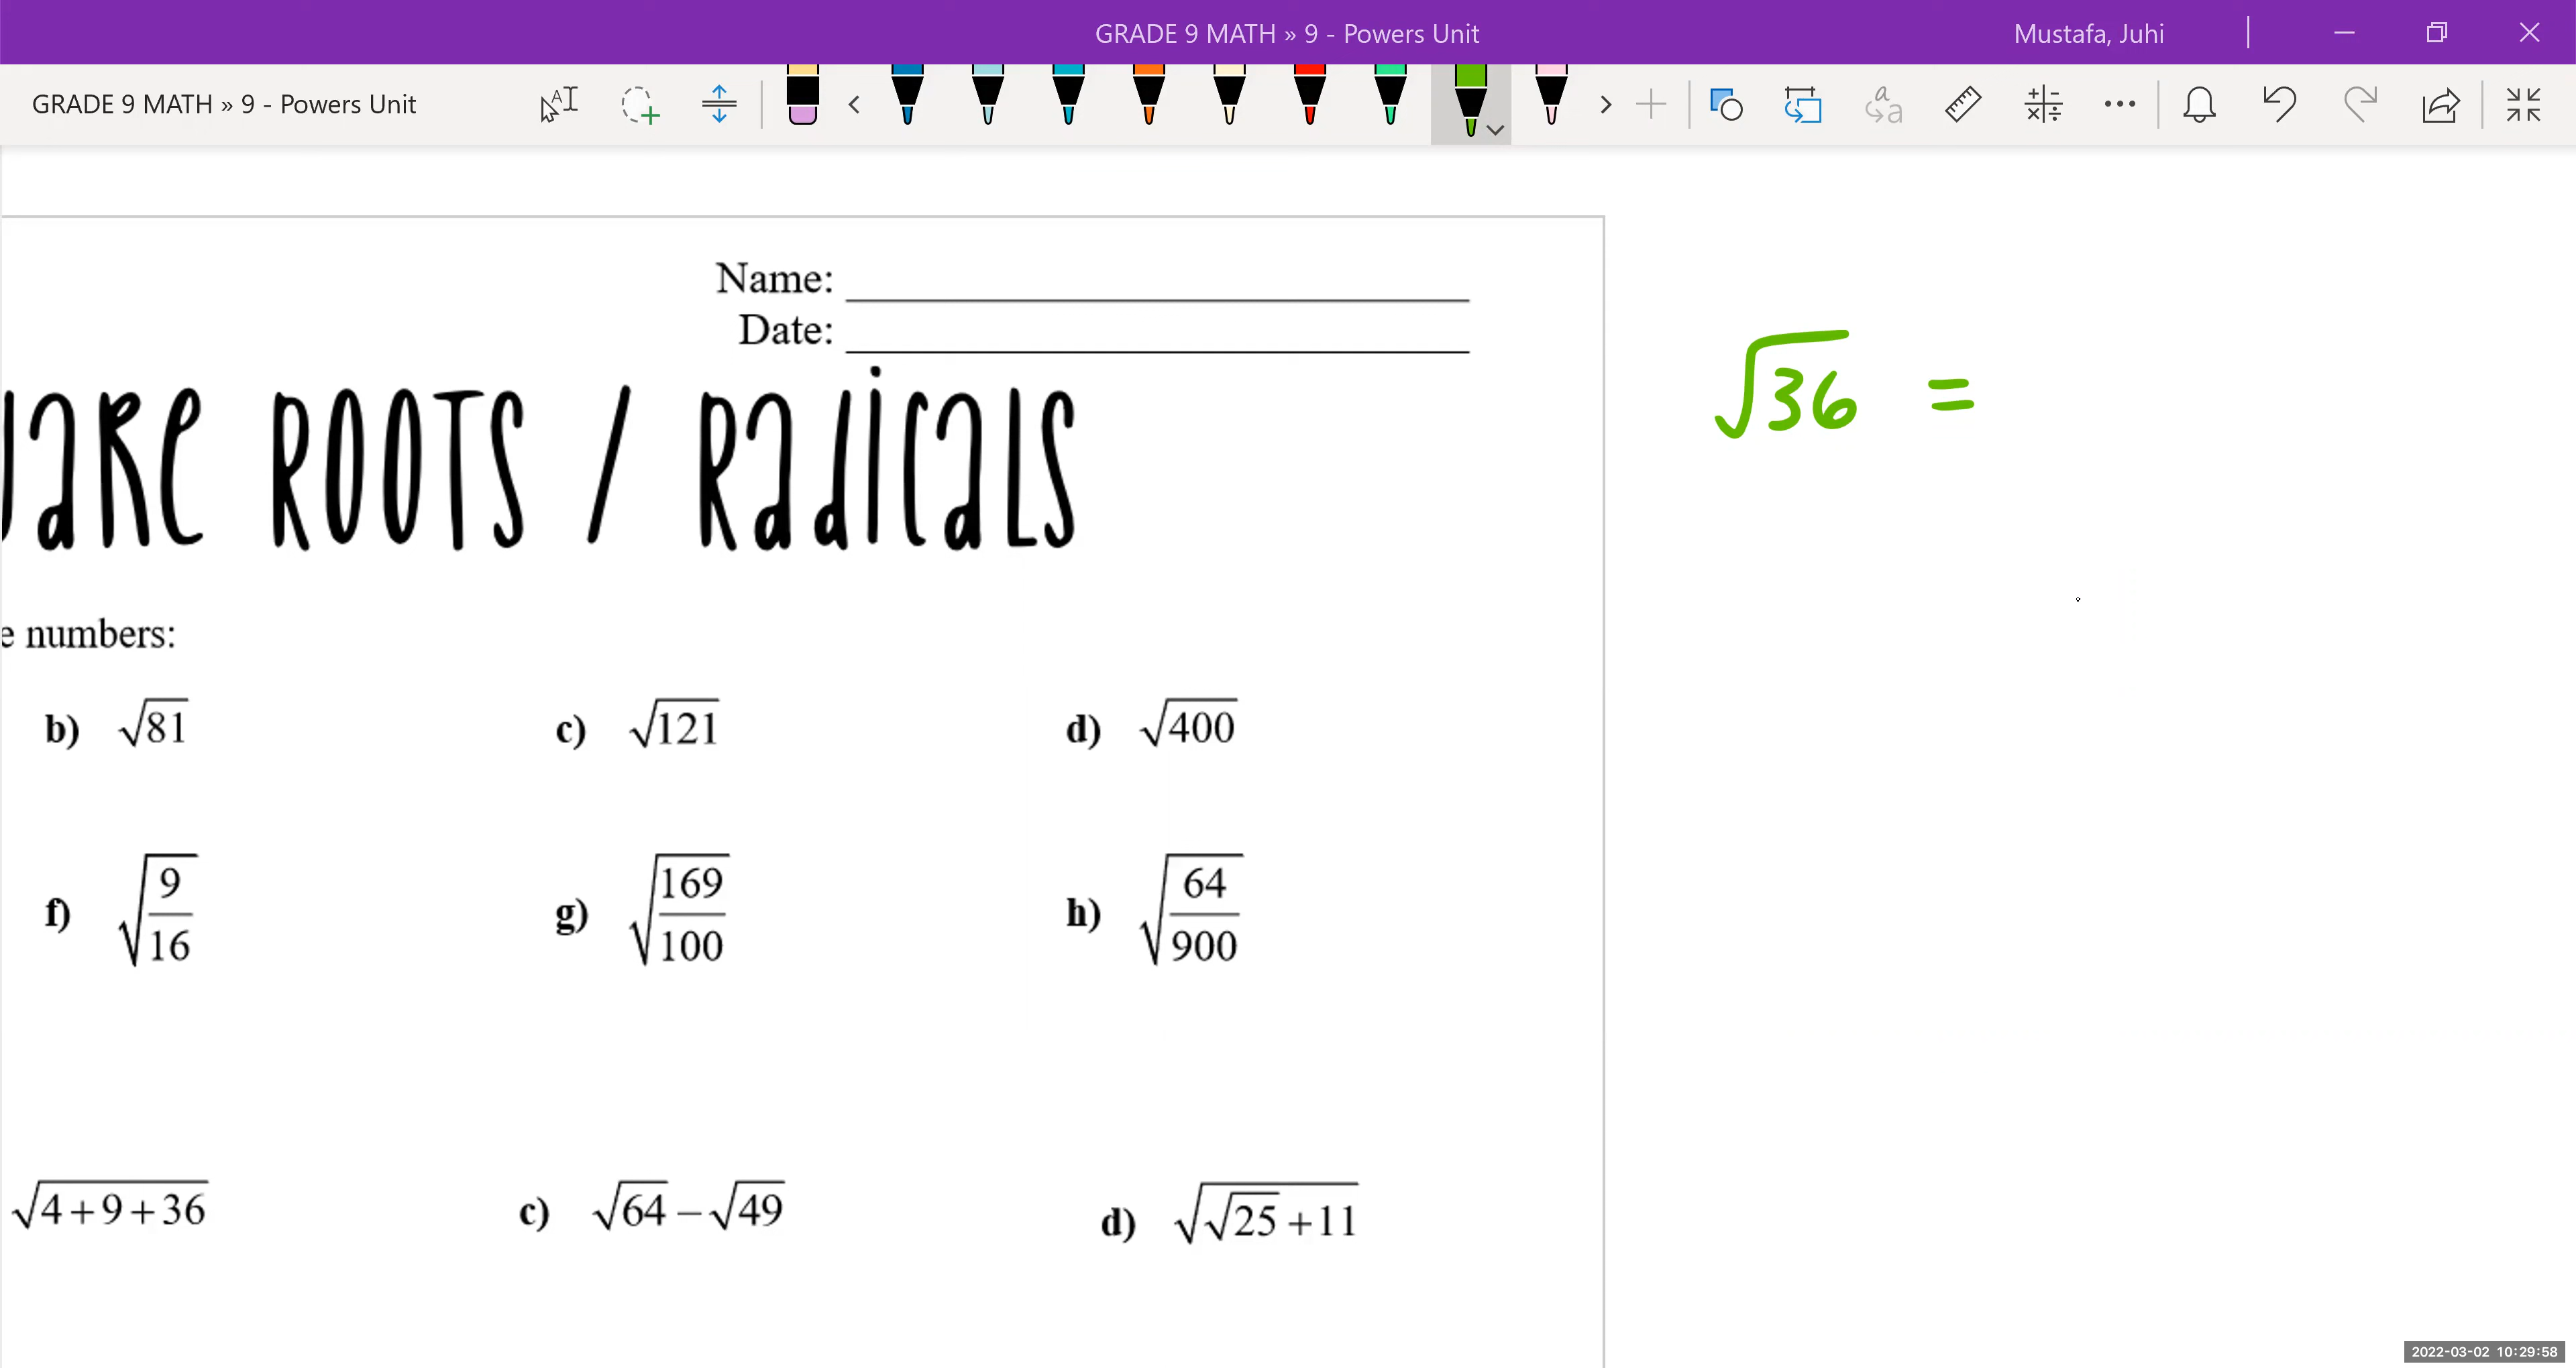 GRADE 9 MATH » 9 - Powers Unit
Mustafa, Juhi
GRADE 9 MATH » 9 - Powers Unit
Name:
Date:
√36 =
UARE ROOTS / RADICALS
e numbers:
b) √81 c) √121 d) √400
f) √(9/16) g) √(169/100) h) √(64/900)
√(4+9+36) c) √64 – √49 d) √(√25 +11)
2022-03-02 10:29:58